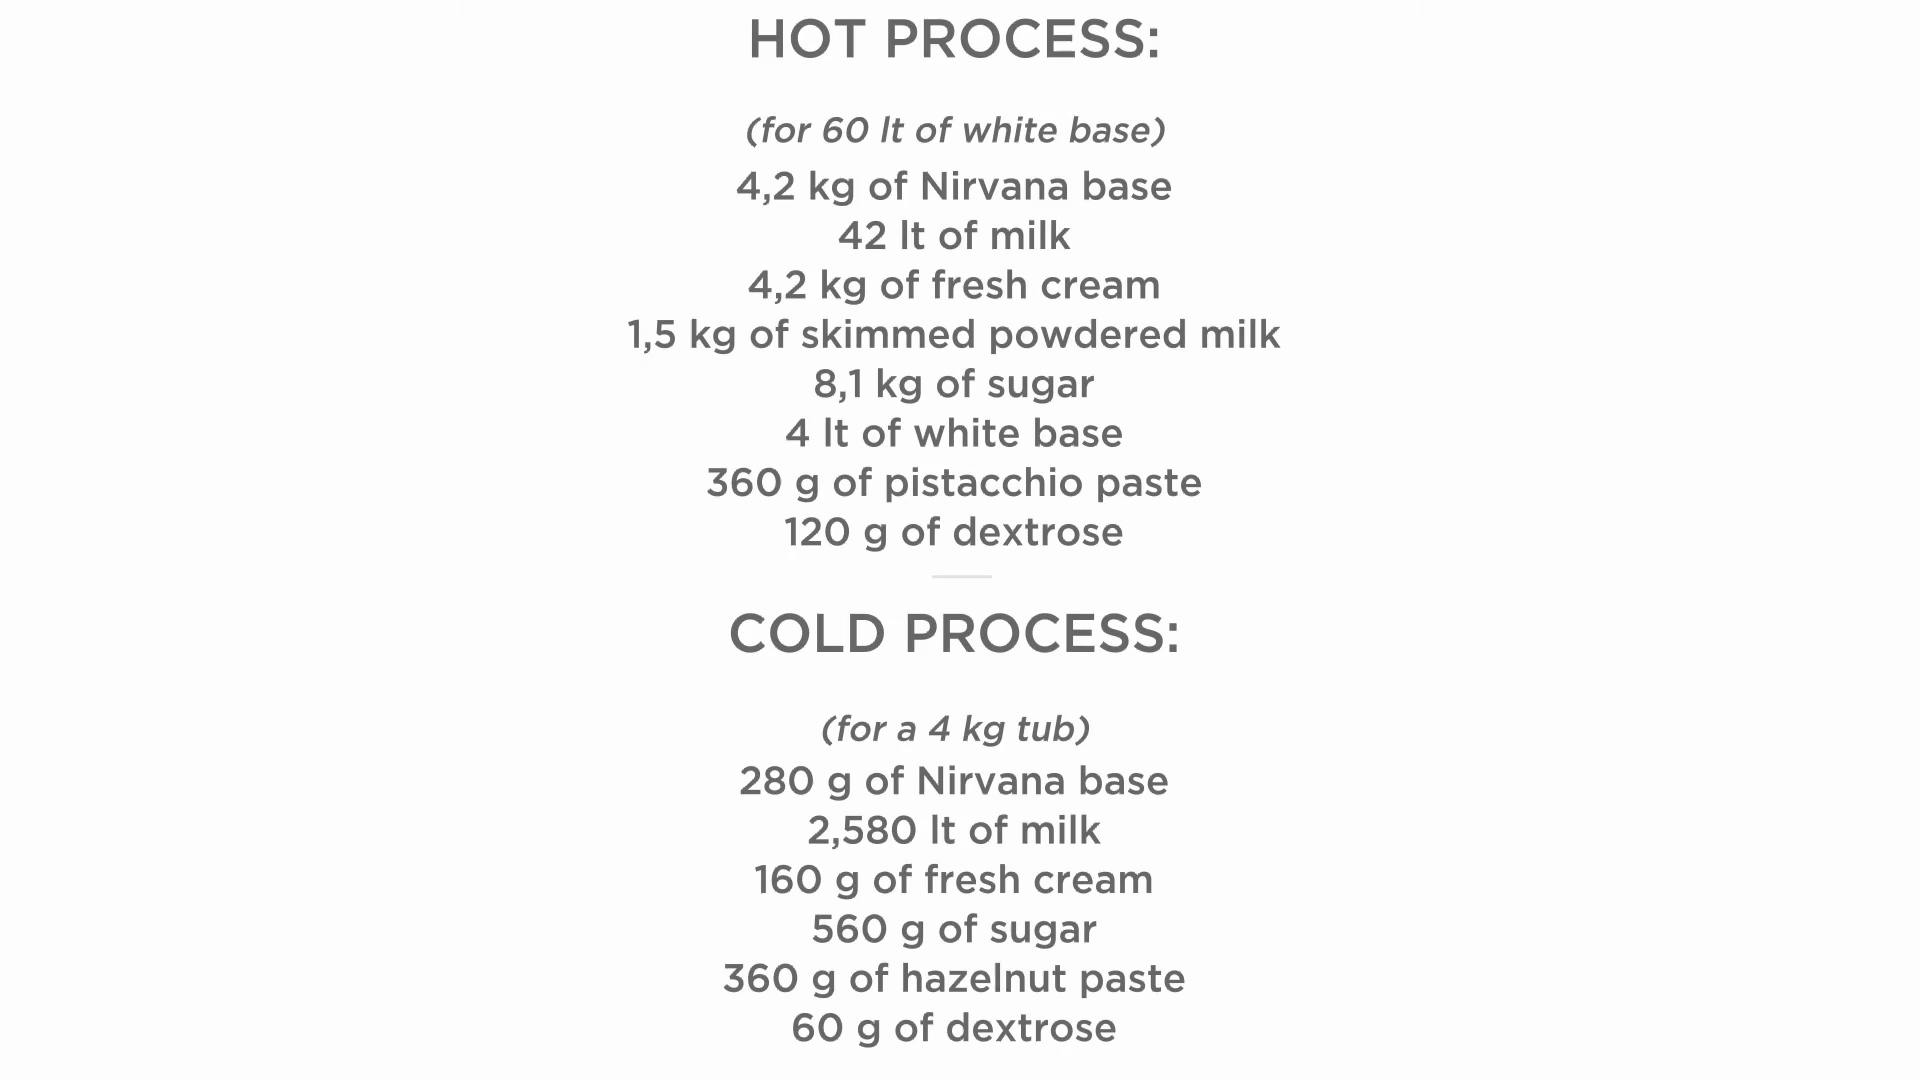 HOT PROCESS:
(for 60 lt of white base)
4,2 kg of Nirvana base
42 lt of milk
4,2 kg of fresh cream
1,5 kg of skimmed powdered milk
8,1 kg of sugar
4 lt of white base
360 g of pistacchio paste
120 g of dextrose
COLD PROCESS:
(for a 4 kg tub)
280 g of Nirvana base
2,580 lt of milk
160 g of fresh cream
560 g of sugar
360 g of hazelnut paste
60 g of dextrose